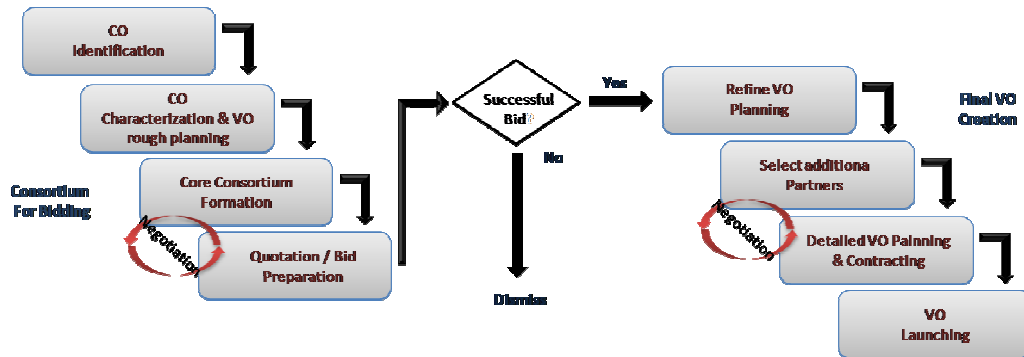 CO
Identification
CO
Characterization & VO
rough planning
Core Consortium
Formation
Consortium
For Bidding
Negotiation
Quotation / Bid
Preparation
Successful
Bid?
Yes
No
Dismiss
Refine VO
Planning
Final VO
Creation
Select additiona
Partners
Negotiation
Detailed VO Palnning
& Contracting
VO
Launching